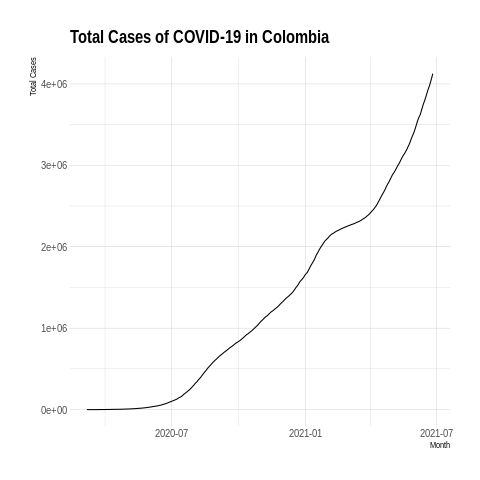 Total Cases of COVID-19 in Colombia
Total Cases
4e+06
3e+06
2e+06
1e+06
0e+00
2020-07
2021-01
2021-07
Month